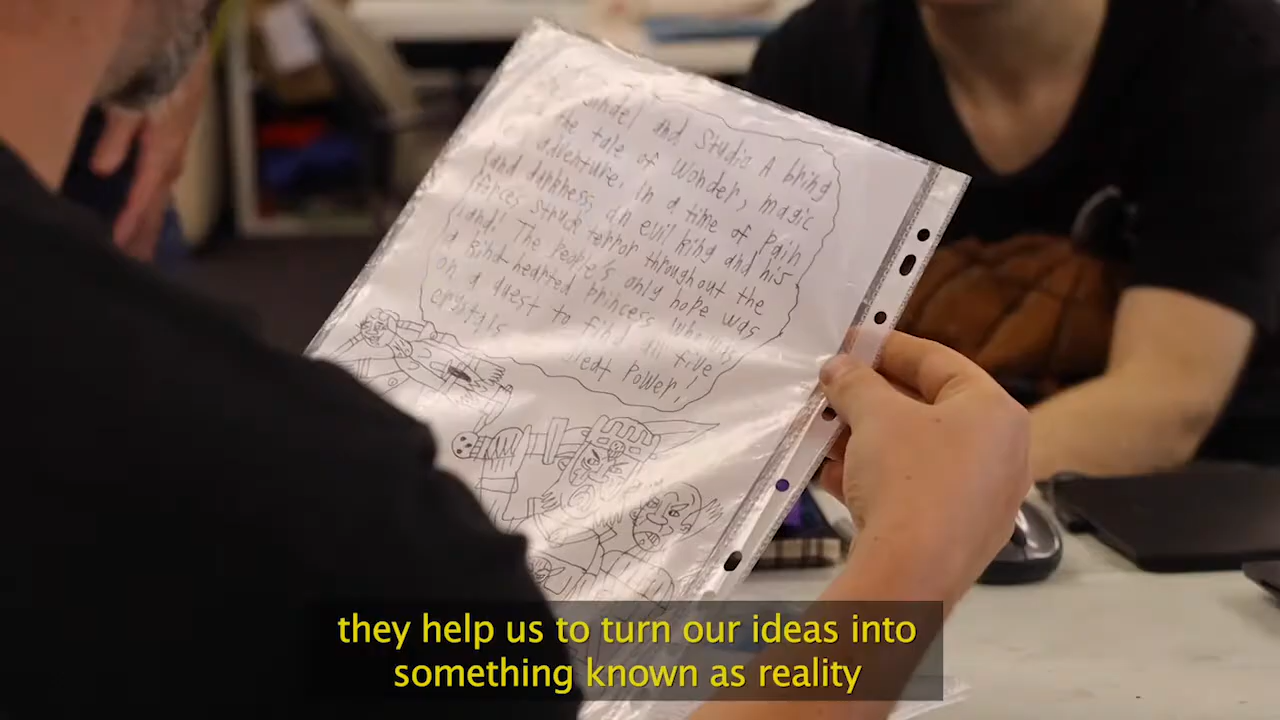 and Studio A bring
the tale of wonder, magic
adventure. In a time of pain
and darkness, an evil king and his
forces struck terror throughout the
land! The people's only hope was
a kind hearted princess who was
on a quest to find all five
crystals great power!
they help us to turn our ideas into
something known as reality